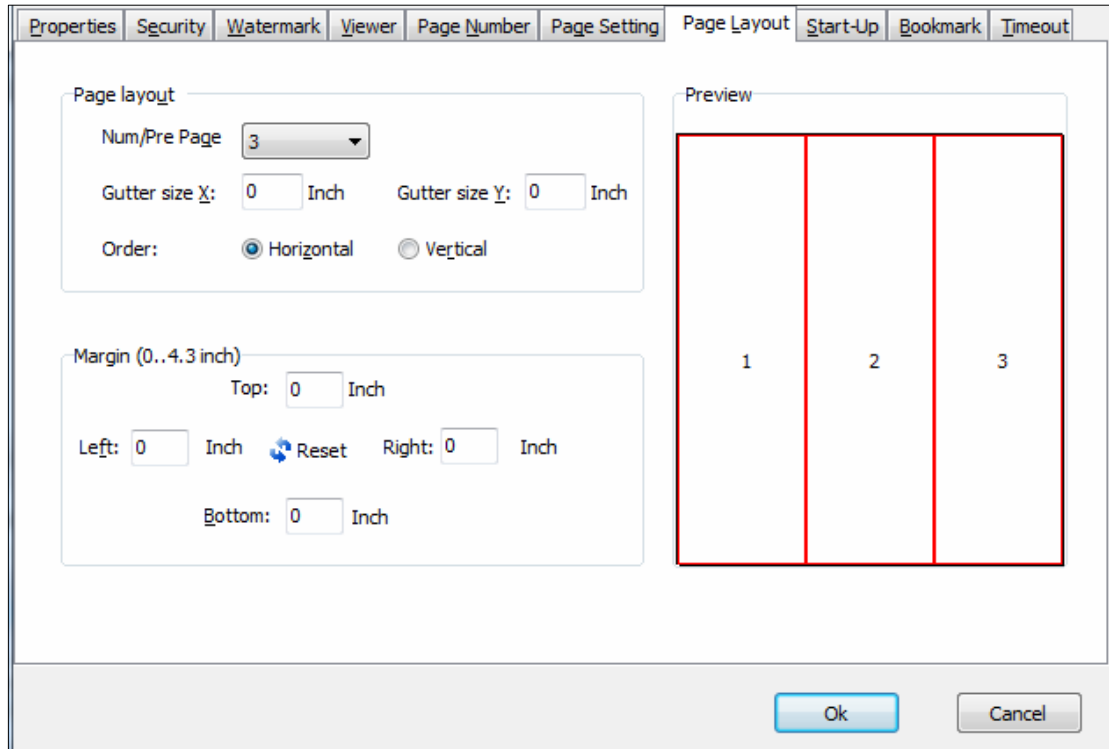 Properties Security Watermark Viewer Page Number Page Setting Page Layout Start-Up Bookmark Timeout
Page layout
Num/Pre Page 3
Gutter size X: 0 Inch Gutter size Y: 0 Inch
Order: Horizontal Vertical
Margin (0..4.3 inch)
Top: 0 Inch
Left: 0 Inch Reset Right: 0 Inch
Bottom: 0 Inch
Preview
1 2 3
Ok Cancel